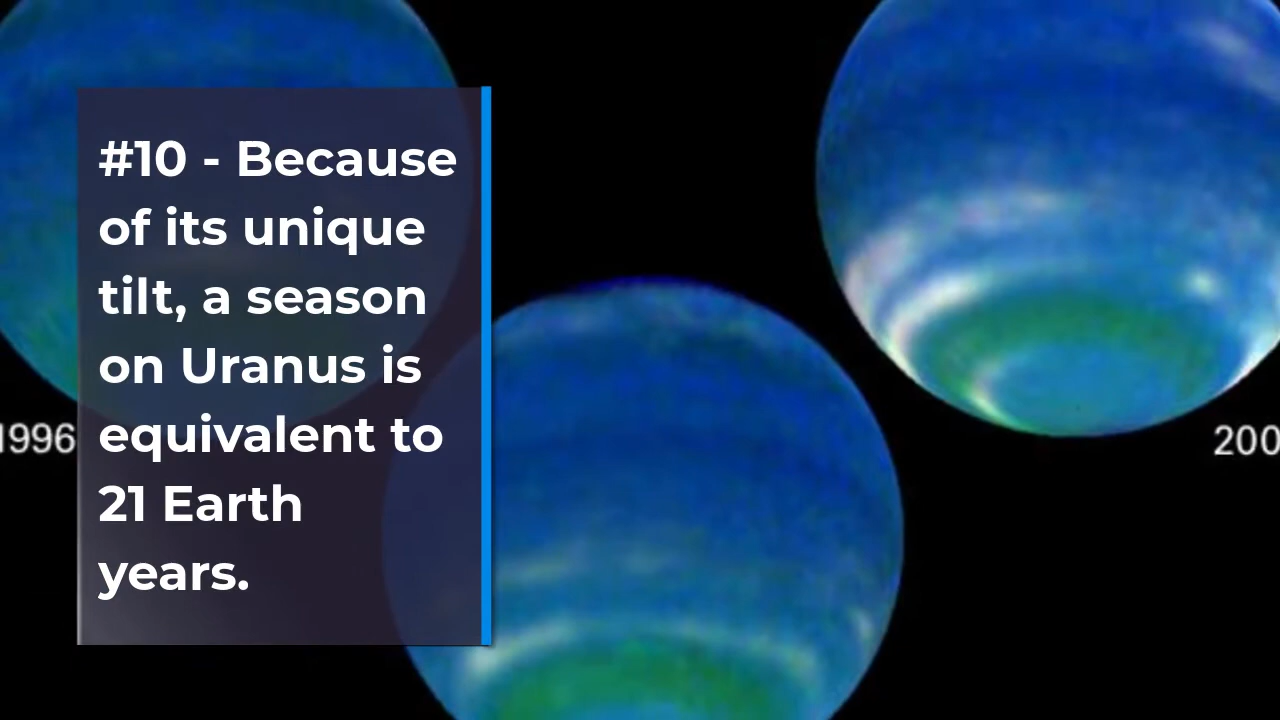 #10 - Because
of its unique
tilt, a season
on Uranus is
equivalent to
21 Earth
years.
1996
200